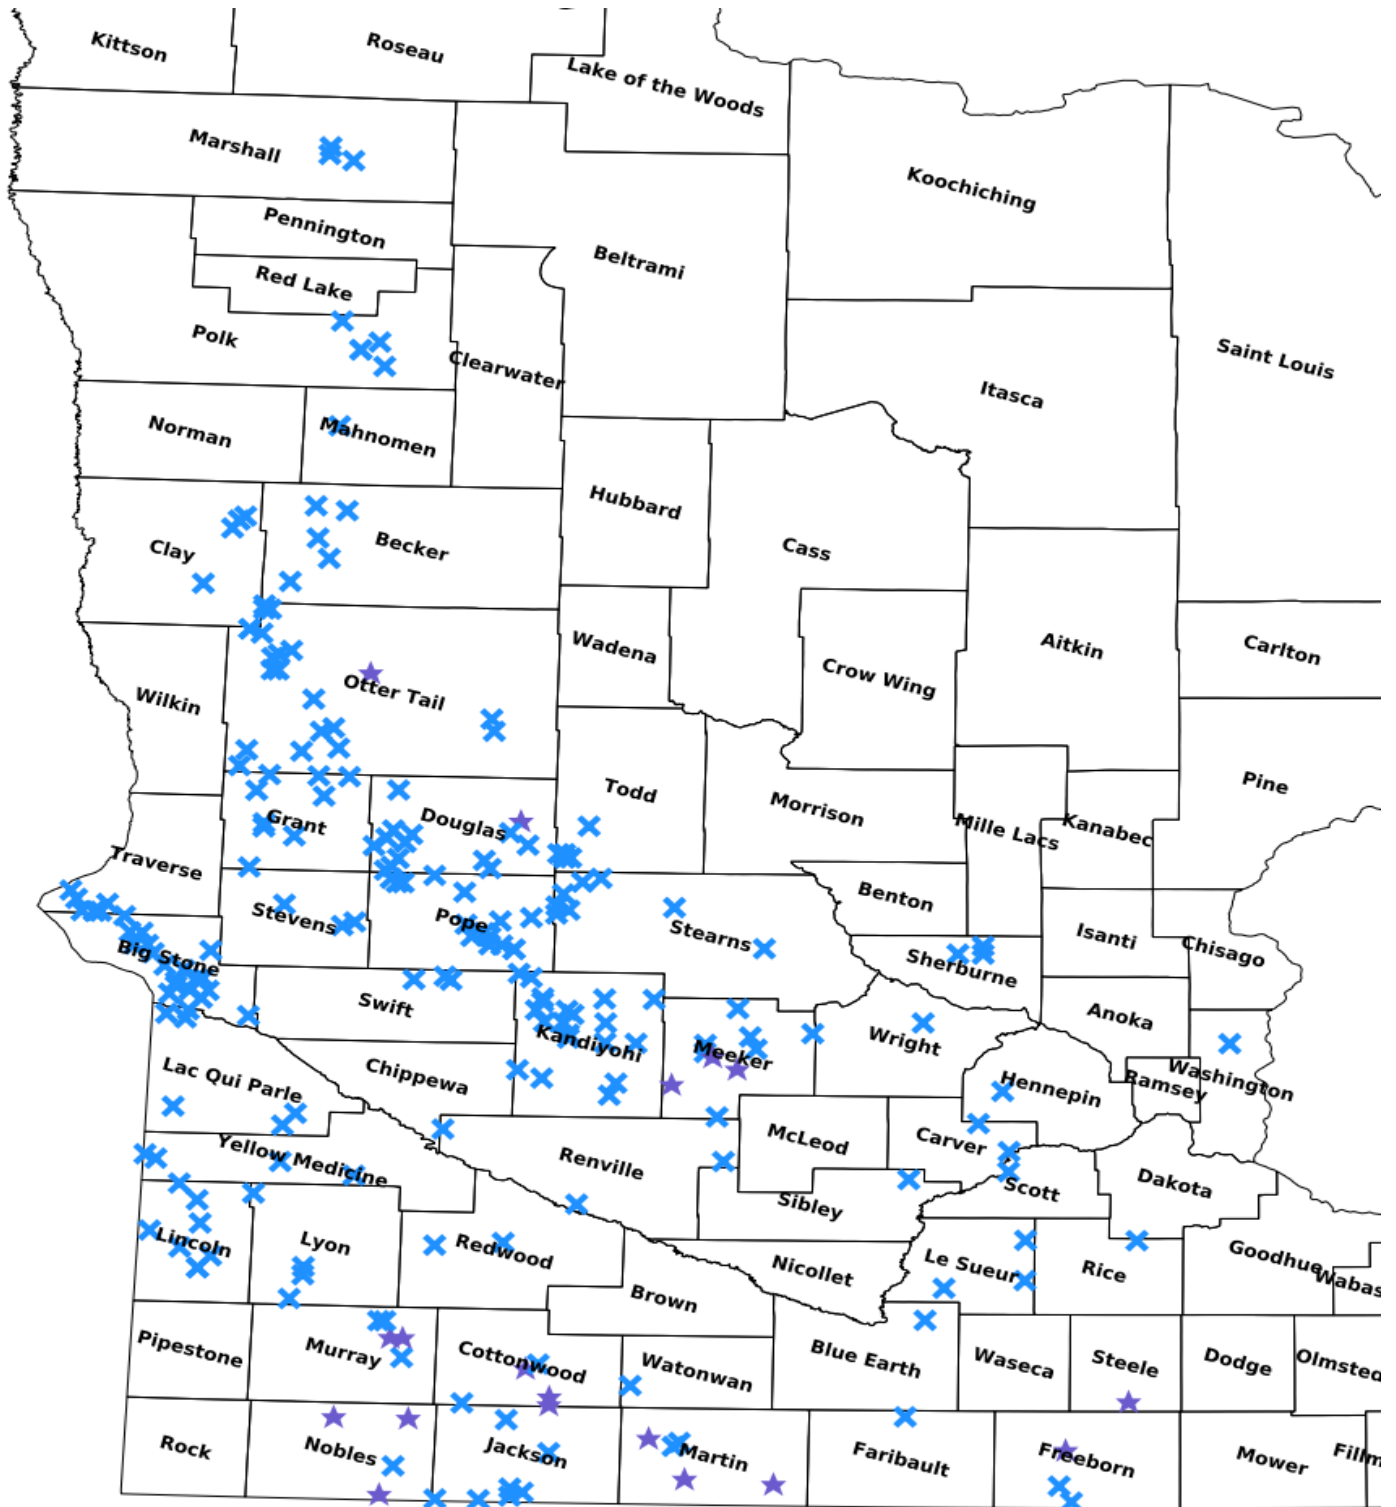 Kittson
Roseau
Lake of the Woods
Marshall
Koochiching
Pennington
Beltrami
Red Lake
Polk
Clearwater
Saint Louis
Itasca
Norman
Mahnomen
Hubbard
Clay
Becker
Cass
Wadena
Aitkin
Carlton
Otter Tail
Crow Wing
Wilkin
Todd
Morrison
Pine
Grant
Douglas
Mille Lacs
Kanabec
Traverse
Benton
Stevens
Pope
Stearns
Isanti
Chisago
Big Stone
Sherburne
Swift
Anoka
Kandiyohi
Meeker
Wright
Lac Qui Parle
Chippewa
Hennepin
Ramsey
Washington
McLeod
Carver
Yellow Medicine
Renville
Scott
Dakota
Sibley
Lincoln
Lyon
Redwood
Nicollet
Le Sueur
Rice
Goodhue
Wabas
Brown
Pipestone
Murray
Cottonwood
Watonwan
Blue Earth
Waseca
Steele
Dodge
Olmsted
Rock
Nobles
Jackson
Martin
Faribault
Freeborn
Mower
Fillm